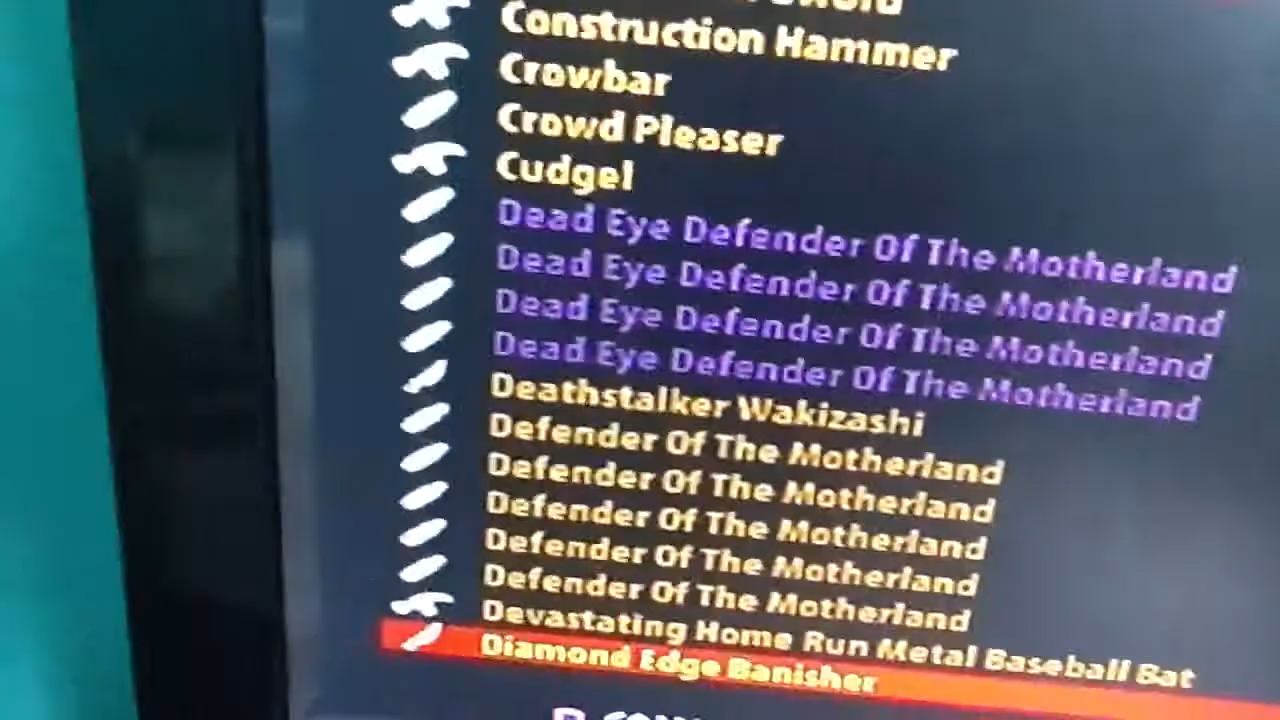 Construction Hammer
Crowbar
Crowd Pleaser
Cudgel
Dead Eye Defender Of The Motherland
Dead Eye Defender Of The Motherland
Dead Eye Defender Of The Motherland
Dead Eye Defender Of The Motherland
Deathstalker Wakizashi
Defender Of The Motherland
Defender Of The Motherland
Defender Of The Motherland
Defender Of The Motherland
Defender Of The Motherland
Devastating Home Run Metal Baseball Bat
Diamond Edge Banisher